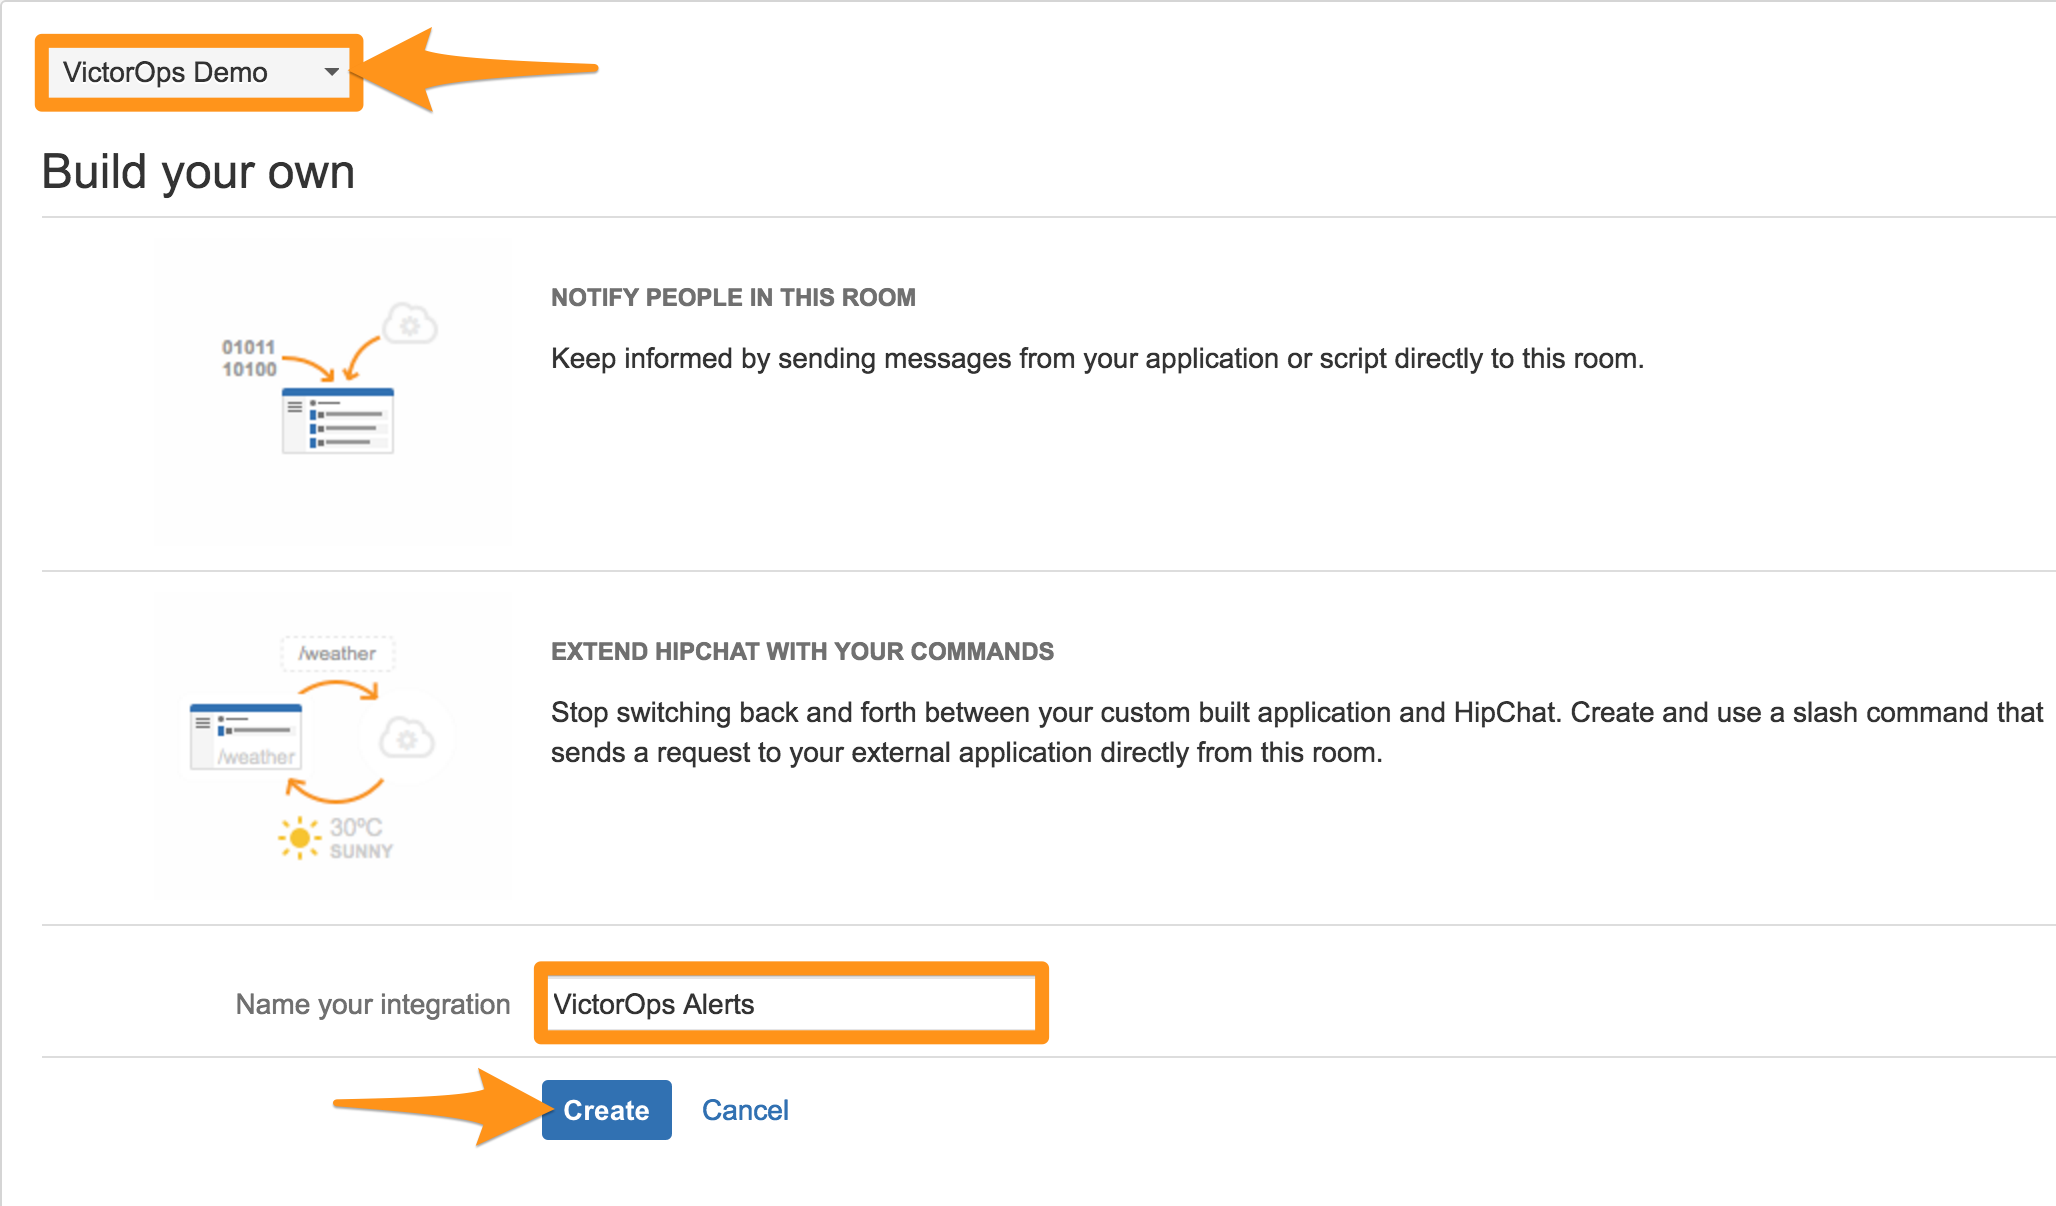 VictorOps Demo
Build your own
01011
10100
NOTIFY PEOPLE IN THIS ROOM
Keep informed by sending messages from your application or script directly to this room.
/weather
/weather
30ºC
SUNNY
EXTEND HIPCHAT WITH YOUR COMMANDS
Stop switching back and forth between your custom built application and HipChat. Create and use a slash command that
sends a request to your external application directly from this room.
Name your integration
VictorOps Alerts
Create
Cancel